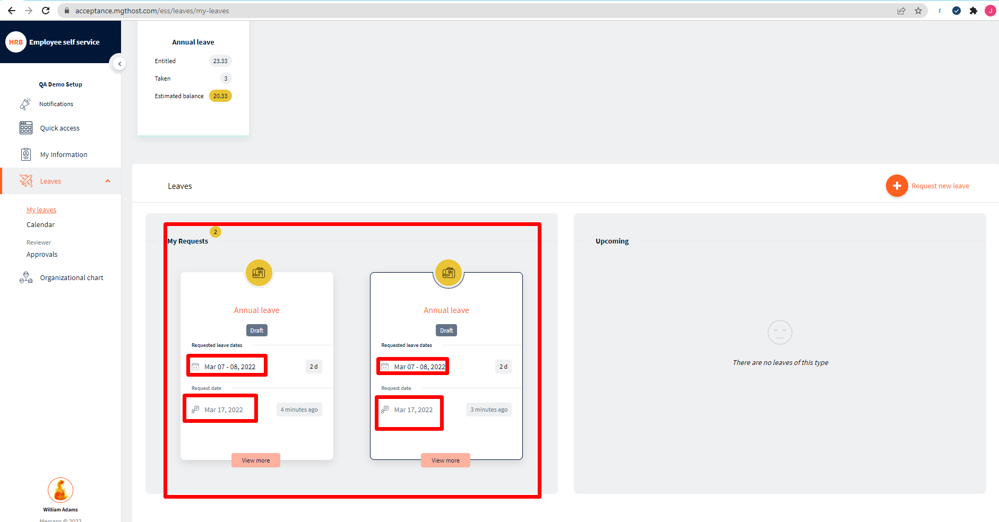 acceptance.mgthost.com/ess/leaves/my-leaves
J
HRB Employee self service
QA Demo Setup
Notifications
Quick access
My Information
Leaves
My leaves
Calendar
Reviewer
Approvals
Organizational chart
William Adams
Mercans © 2022
Annual leave
Entitled 23.33
Taken 3
Estimated balance 20.33
Leaves
Request new leave
My Requests 2
Annual leave
Draft
Requested leave dates
Mar 07 - 08, 2022 2 d
Request date
Mar 17, 2022 4 minutes ago
View more
Annual leave
Draft
Requested leave dates
Mar 07 - 08, 2022 2 d
Request date
Mar 17, 2022 3 minutes ago
View more
Upcoming
There are no leaves of this type